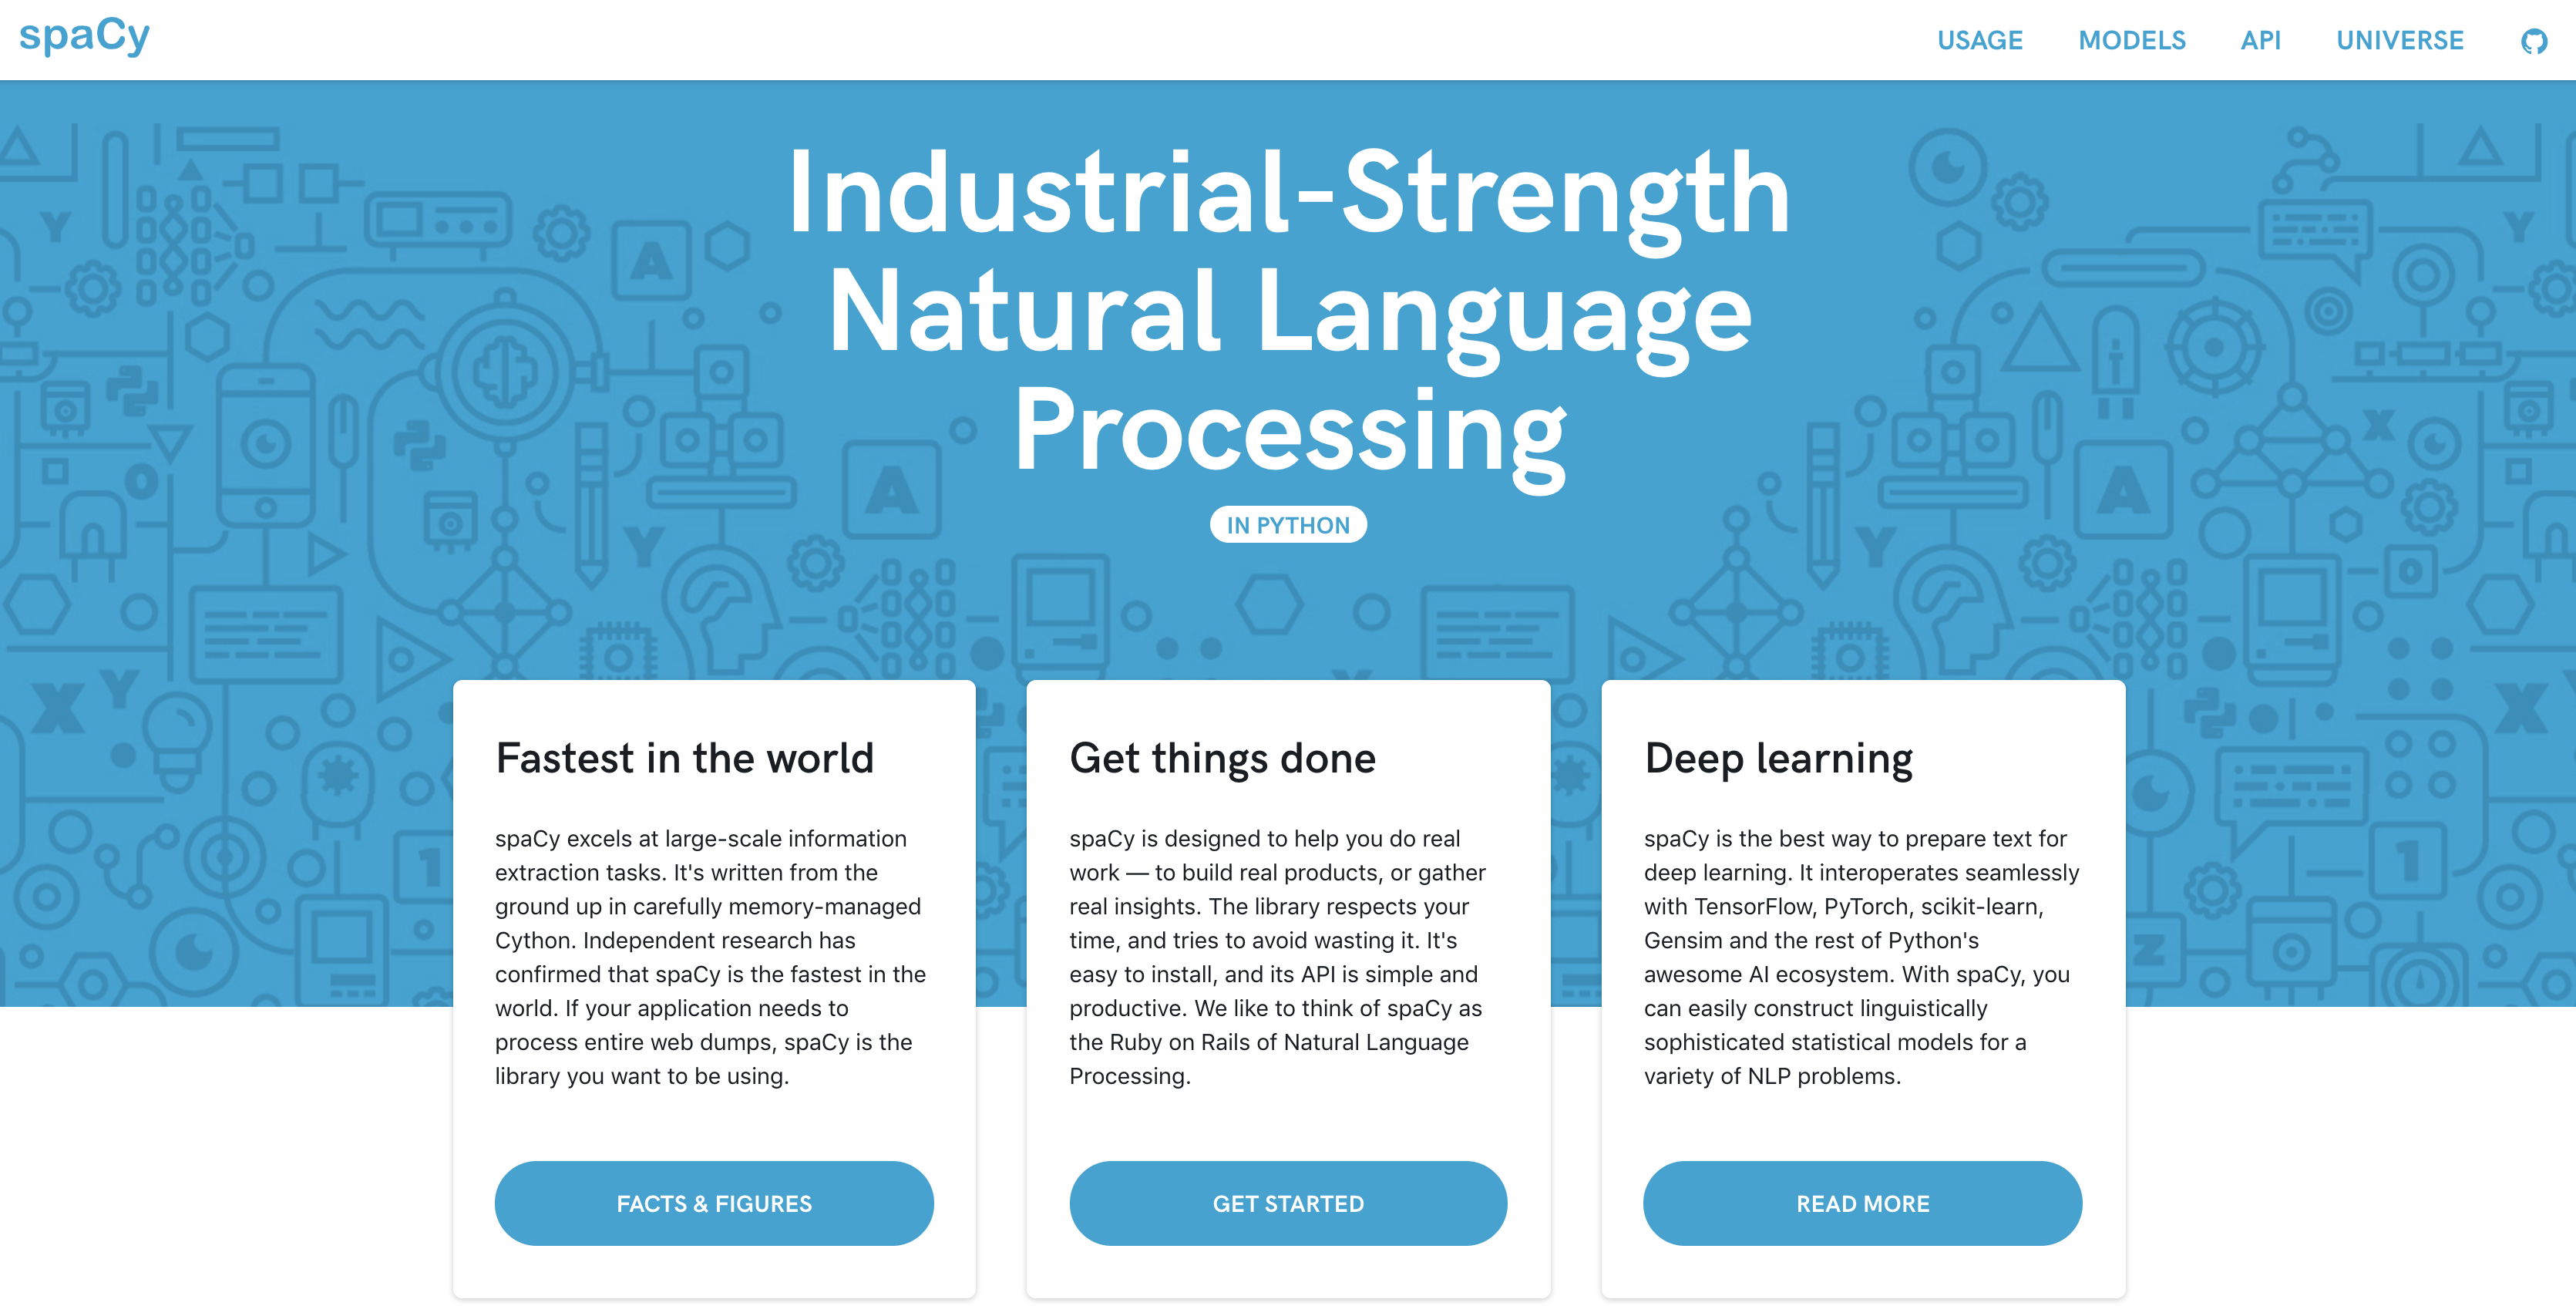 spaCy
USAGE
MODELS
API
UNIVERSE
Industrial-Strength
Natural Language
Processing
IN PYTHON
Fastest in the world
spaCy excels at large-scale information
extraction tasks. It's written from the
ground up in carefully memory-managed
Cython. Independent research has
confirmed that spaCy is the fastest in the
world. If your application needs to
process entire web dumps, spaCy is the
library you want to be using.
FACTS & FIGURES
Get things done
spaCy is designed to help you do real
work — to build real products, or gather
real insights. The library respects your
time, and tries to avoid wasting it. It's
easy to install, and its API is simple and
productive. We like to think of spaCy as
the Ruby on Rails of Natural Language
Processing.
GET STARTED
Deep learning
spaCy is the best way to prepare text for
deep learning. It interoperates seamlessly
with TensorFlow, PyTorch, scikit-learn,
Gensim and the rest of Python's
awesome AI ecosystem. With spaCy, you
can easily construct linguistically
sophisticated statistical models for a
variety of NLP problems.
READ MORE